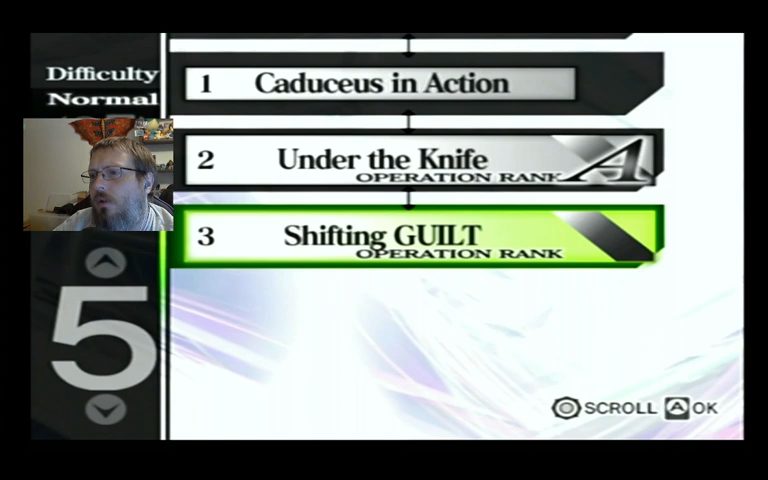 Difficulty
Normal
1 Caduceus in Action
2 Under the Knife
OPERATION RANK A
3 Shifting GUILT
OPERATION RANK
5
SCROLL A OK